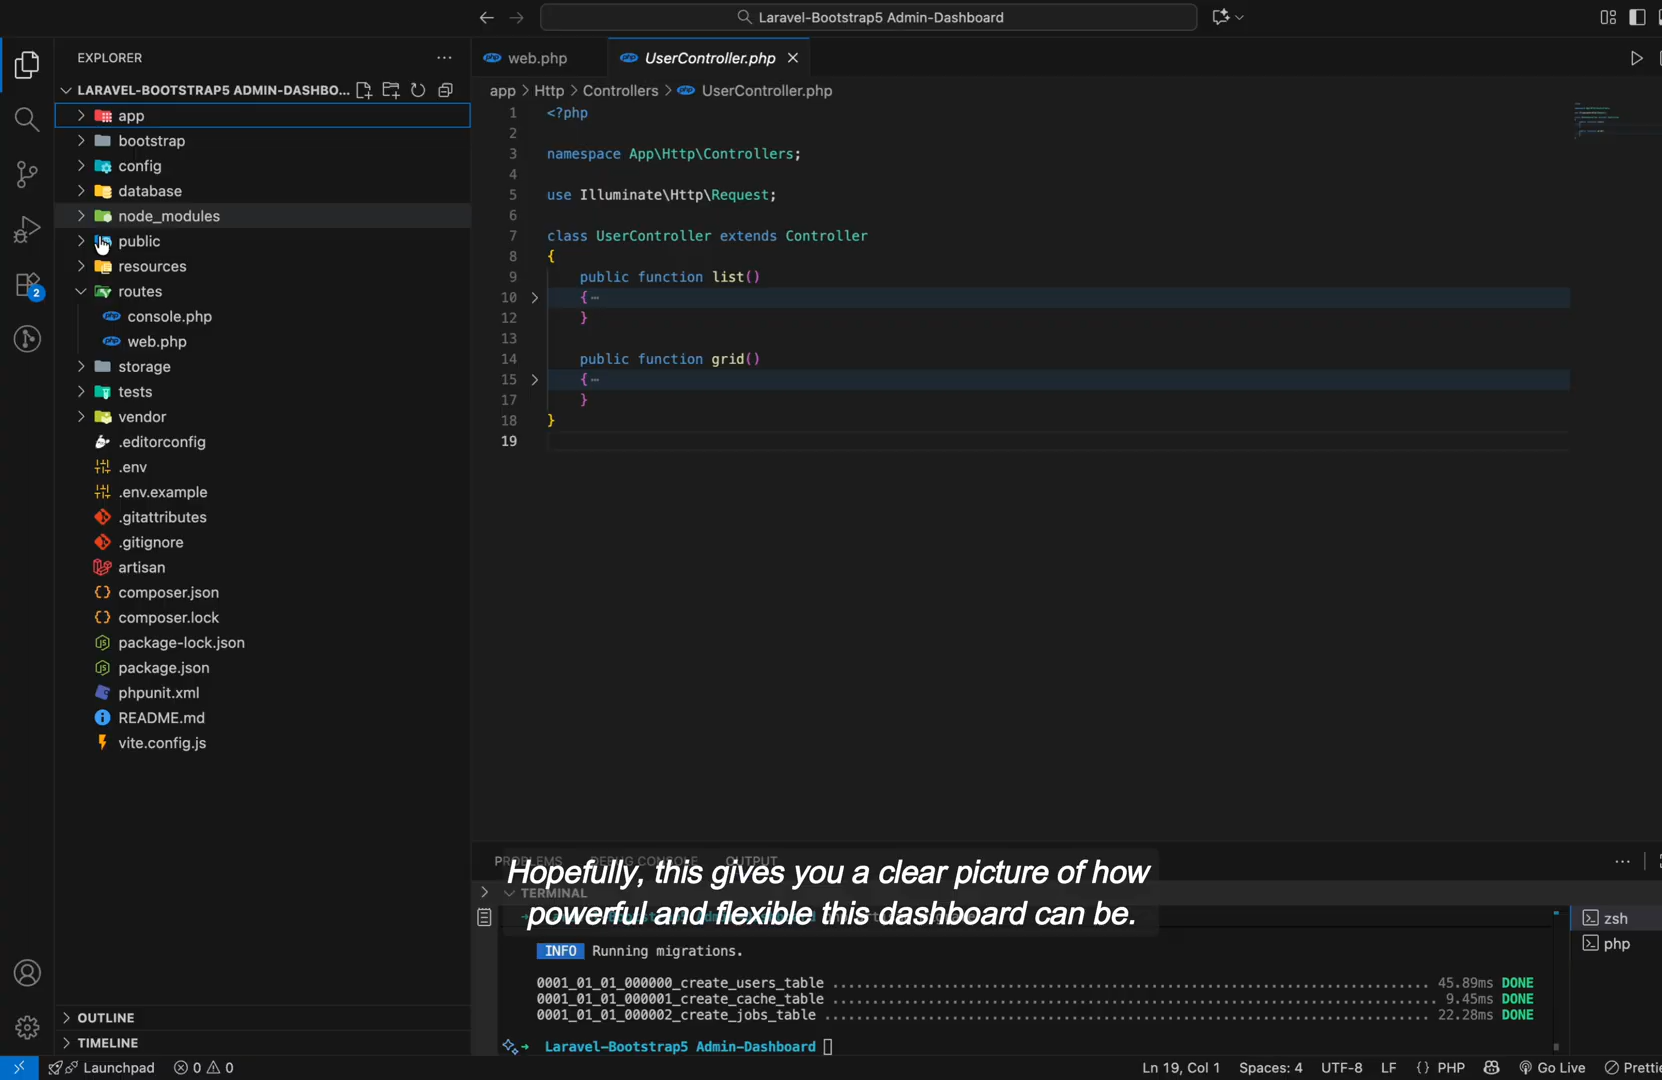 Laravel-Bootstrap5 Admin-Dashboard
EXPLORER
LARAVEL-BOOTSTRAP5 ADMIN-DASHBO...
app
bootstrap
config
database
node_modules
public
resources
routes
console.php
web.php
storage
tests
vendor
.editorconfig
.env
.env.example
.gitattributes
.gitignore
artisan
composer.json
composer.lock
package-lock.json
package.json
phpunit.xml
README.md
vite.config.js
OUTLINE
TIMELINE
2
web.php
UserController.php
app > Http > Controllers > UserController.php
1 <?php
2
3 namespace App\Http\Controllers;
4
5 use Illuminate\Http\Request;
6
7 class UserController extends Controller
8 {
9 public function list()
10 { ⋯
12 }
13
14 public function grid()
15 { ⋯
17 }
18 }
19
PROBLEMS DEBUG CONSOLE OUTPUT
Hopefully, this gives you a clear picture of how
powerful and flexible this dashboard can be.
TERMINAL
INFO Running migrations.
0001_01_01_000000_create_users_table ........ 45.89ms DONE
0001_01_01_000001_create_cache_table ........ 9.45ms DONE
0001_01_01_000002_create_jobs_table ........ 22.28ms DONE
Laravel-Bootstrap5 Admin-Dashboard
zsh
php
Launchpad 0 0 Ln 19, Col 1 Spaces: 4 UTF-8 LF {} PHP Go Live Prettie